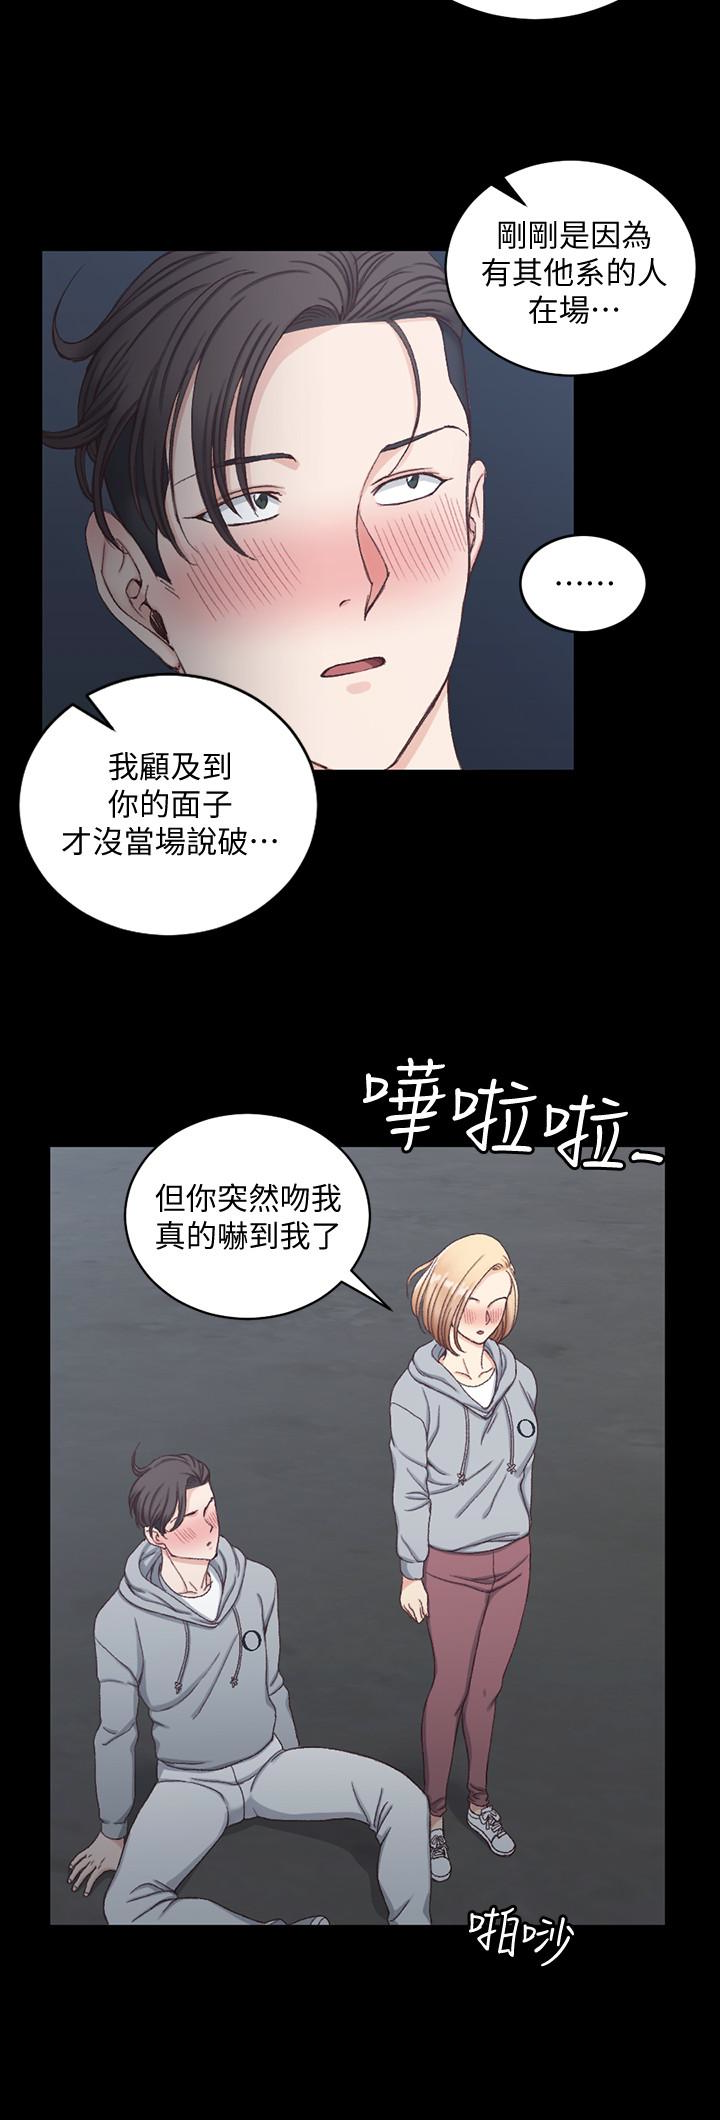 剛剛是因為
有其他系的人
在場⋯
⋯⋯
我顧及到
你的面子
才沒當場說破⋯
嘩啦啦-
但你突然吻我
真的嚇到我了
啪吵